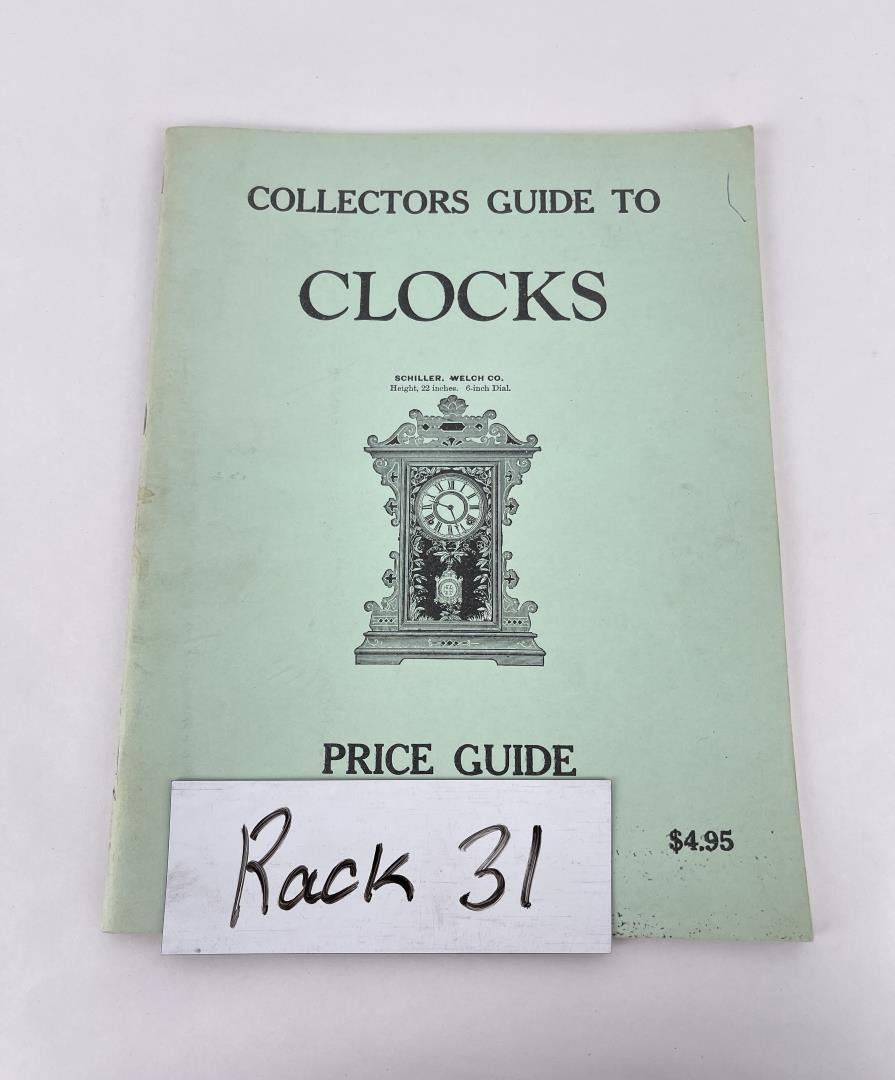 COLLECTORS GUIDE TO
CLOCKS
SCHILLER. WELCH CO.
Height, 22 inches. 6-inch Dial.
PRICE GUIDE
$4.95
Rack 31